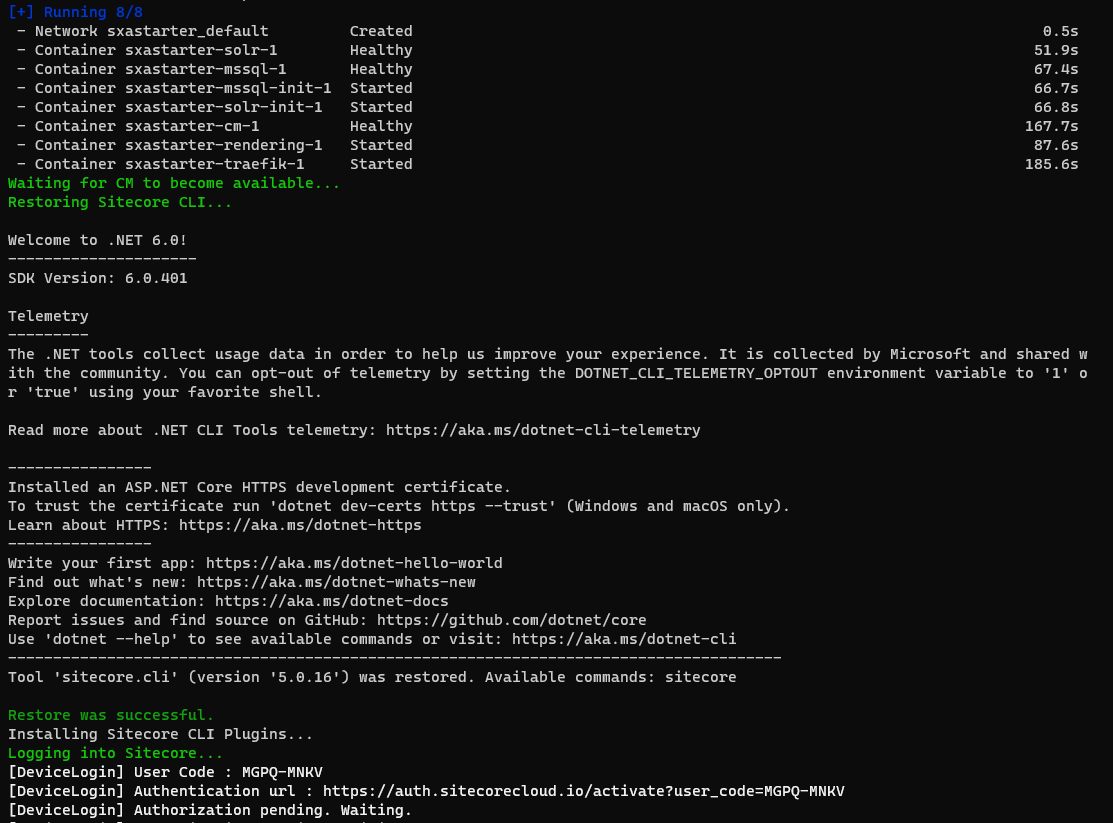 [+] Running 8/8
 - Network sxastarter_default         Created                                                                      0.5s
 - Container sxastarter-solr-1        Healthy                                                                     51.9s
 - Container sxastarter-mssql-1       Healthy                                                                     67.4s
 - Container sxastarter-mssql-init-1  Started                                                                     66.7s
 - Container sxastarter-solr-init-1   Started                                                                     66.8s
 - Container sxastarter-cm-1          Healthy                                                                    167.7s
 - Container sxastarter-rendering-1   Started                                                                     87.6s
 - Container sxastarter-traefik-1     Started                                                                    185.6s
Waiting for CM to become available...
Restoring Sitecore CLI...

Welcome to .NET 6.0!
---------------------
SDK Version: 6.0.401

Telemetry
---------
The .NET tools collect usage data in order to help us improve your experience. It is collected by Microsoft and shared w
ith the community. You can opt-out of telemetry by setting the DOTNET_CLI_TELEMETRY_OPTOUT environment variable to '1' o
r 'true' using your favorite shell.

Read more about .NET CLI Tools telemetry: https://aka.ms/dotnet-cli-telemetry

----------------
Installed an ASP.NET Core HTTPS development certificate.
To trust the certificate run 'dotnet dev-certs https --trust' (Windows and macOS only).
Learn about HTTPS: https://aka.ms/dotnet-https
----------------
Write your first app: https://aka.ms/dotnet-hello-world
Find out what's new: https://aka.ms/dotnet-whats-new
Explore documentation: https://aka.ms/dotnet-docs
Report issues and find source on GitHub: https://github.com/dotnet/core
Use 'dotnet --help' to see available commands or visit: https://aka.ms/dotnet-cli
--------------------------------------------------------------------------------------
Tool 'sitecore.cli' (version '5.0.16') was restored. Available commands: sitecore

Restore was successful.
Installing Sitecore CLI Plugins...
Logging into Sitecore...
[DeviceLogin] User Code : MGPQ-MNKV
[DeviceLogin] Authentication url : https://auth.sitecorecloud.io/activate?user_code=MGPQ-MNKV
[DeviceLogin] Authorization pending. Waiting.